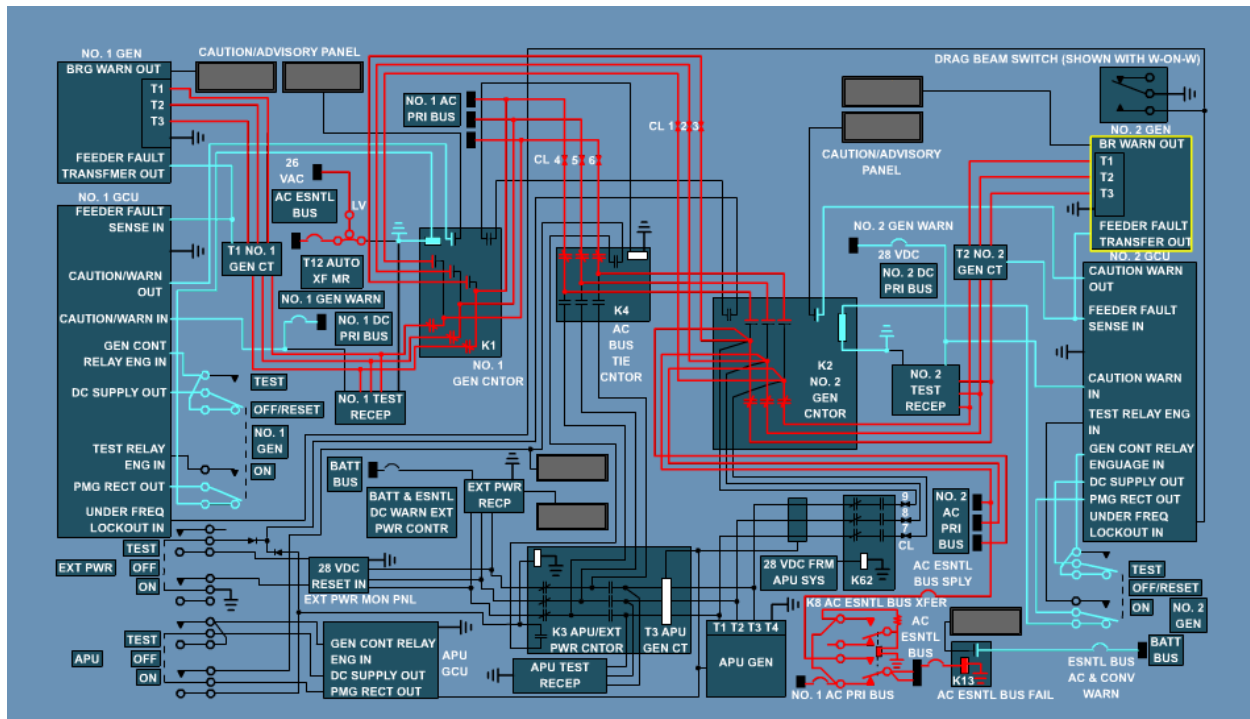 NO. 1 GEN
CAUTION/ADVISORY PANEL
BRG WARN OUT
T1
T2
T3
FEEDER FAULT
TRANSFMER OUT
NO. 1 GCU
FEEDER FAULT
SENSE IN
CAUTION/WARN
OUT
CAUTION/WARN IN
GEN CONT
RELAY ENG IN
DC SUPPLY OUT
TEST RELAY
ENG IN
PMG RECT OUT
UNDER FREQ
LOCKOUT IN
TEST
OFF/RESET
NO. 1
GEN
ON
T1 NO. 1
GEN CT
26
VAC
AC ESNTL
BUS
LV
T12 AUTO
XF MR
NO. 1 GEN WARN
NO. 1 DC
PRI BUS
NO. 1 TEST
RECEP
NO. 1 AC
PRI BUS
K1
NO. 1
GEN CNTOR
CL 4 5 6
K4
AC
BUS
TIE
CNTOR
CL 1 2 3
CAUTION/ADVISORY
PANEL
DRAG BEAM SWITCH (SHOWN WITH W-ON-W)
NO. 2 GEN
BR WARN OUT
T1
T2
T3
FEEDER FAULT
TRANSFER OUT
NO. 2 GCU
CAUTION WARN
OUT
FEEDER FAULT
SENSE IN
CAUTION WARN
IN
TEST RELAY ENG
IN
GEN CONT RELAY
ENGUAGE IN
DC SUPPLY OUT
PMG RECT OUT
UNDER FREQ
LOCKOUT IN
NO. 2 GEN WARN
28 VDC
NO. 2 DC
PRI BUS
T2 NO. 2
GEN CT
K2
NO. 2
GEN
CNTOR
NO. 2
TEST
RECEP
BATT
BUS
BATT & ESNTL
DC WARN EXT
PWR CONTR
EXT PWR
RECP
9
8
7
CL
NO. 2
AC
PRI
BUS
AC ESNTL
BUS SPLY
K62
28 VDC FRM
APU SYS
EXT PWR
TEST
OFF
ON
28 VDC
RESET IN
EXT PWR MON PNL
K3 APU/EXT
PWR CNTOR
T3 APU
GEN CT
APU
TEST
OFF
ON
GEN CONT RELAY
ENG IN
DC SUPPLY OUT
PMG RECT OUT
APU
GCU
APU TEST
RECEP
T1 T2 T3 T4
APU GEN
K8 AC ESNTL BUS XFER
AC
ESNTL
BUS
NO. 1 AC PRI BUS
K13
AC ESNTL BUS FAIL
ESNTL BUS
AC & CONV
WARN
BATT
BUS
TEST
OFF/RESET
ON
NO. 2
GEN